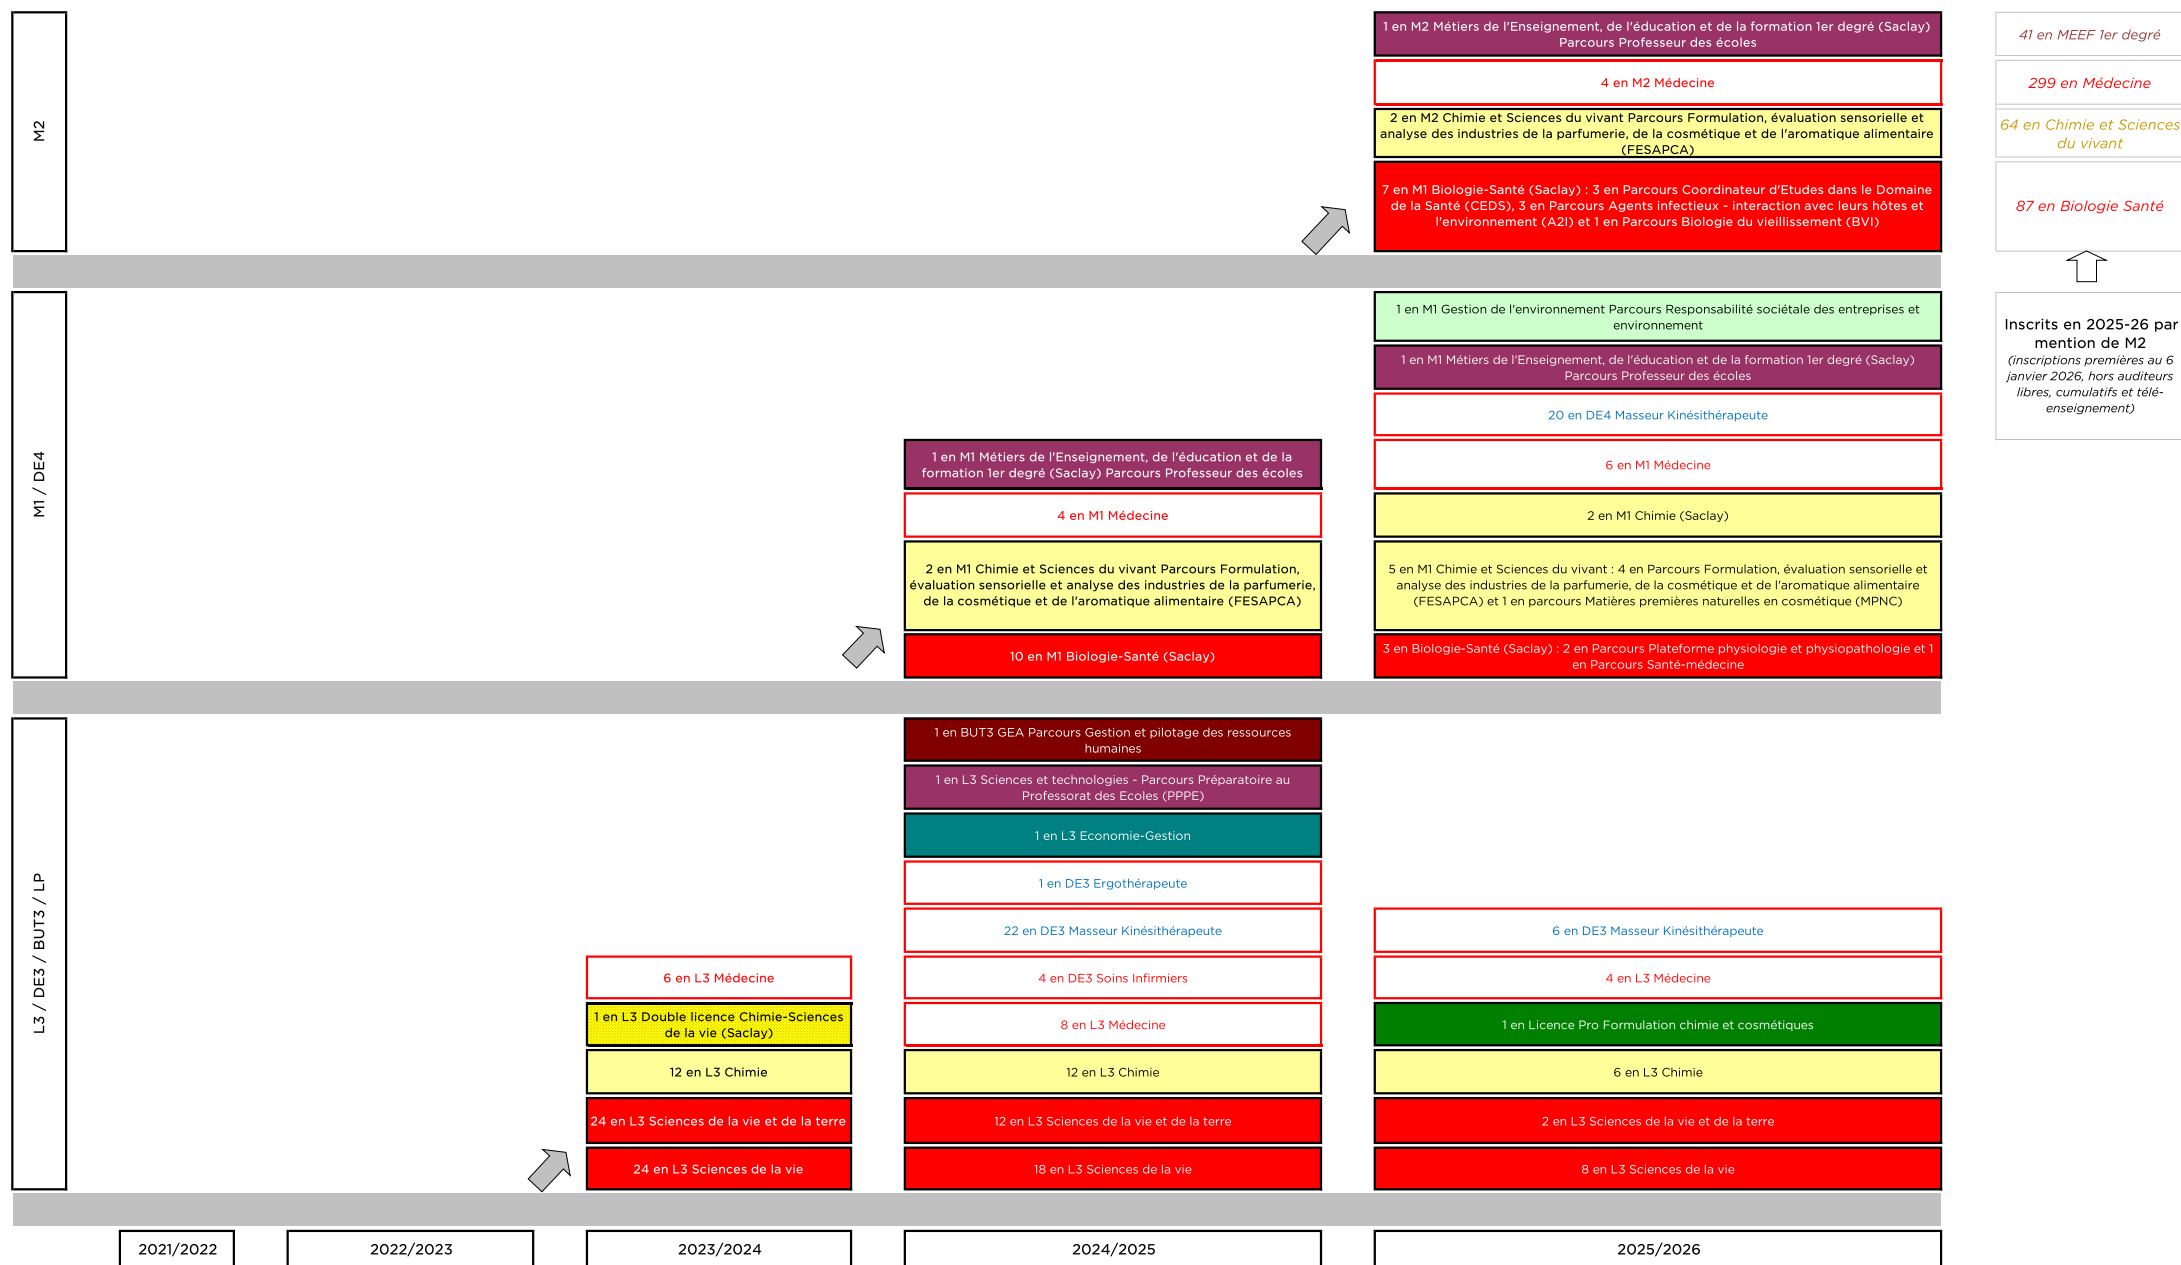 M2
1 en M2 Métiers de l'Enseignement, de l'éducation et de la formation 1er degré (Saclay)
Parcours Professeur des écoles
41 en MEEF 1er degré
4 en M2 Médecine
299 en Médecine
2 en M2 Chimie et Sciences du vivant Parcours Formulation, évaluation sensorielle et
analyse des industries de la parfumerie, de la cosmétique et de l'aromatique alimentaire
(FESAPCA)
64 en Chimie et Sciences
du vivant
7 en M1 Biologie-Santé (Saclay) : 3 en Parcours Coordinateur d'Etudes dans le Domaine
de la Santé (CEDS), 3 en Parcours Agents infectieux - interaction avec leurs hôtes et
l'environnement (A2I) et 1 en Parcours Biologie du vieillissement (BVI)
87 en Biologie Santé
Inscrits en 2025-26 par
mention de M2
(inscriptions premières au 6
janvier 2026, hors auditeurs
libres, cumulatifs et télé-
enseignement)
M1 / DE4
1 en M1 Métiers de l'Enseignement, de l'éducation et de la
formation 1er degré (Saclay) Parcours Professeur des écoles
4 en M1 Médecine
2 en M1 Chimie et Sciences du vivant Parcours Formulation,
évaluation sensorielle et analyse des industries de la parfumerie,
de la cosmétique et de l'aromatique alimentaire (FESAPCA)
10 en M1 Biologie-Santé (Saclay)
1 en M1 Gestion de l'environnement Parcours Responsabilité sociétale des entreprises et
environnement
1 en M1 Métiers de l'Enseignement, de l'éducation et de la formation 1er degré (Saclay)
Parcours Professeur des écoles
20 en DE4 Masseur Kinésithérapeute
6 en M1 Médecine
2 en M1 Chimie (Saclay)
5 en M1 Chimie et Sciences du vivant : 4 en Parcours Formulation, évaluation sensorielle et
analyse des industries de la parfumerie, de la cosmétique et de l'aromatique alimentaire
(FESAPCA) et 1 en parcours Matières premières naturelles en cosmétique (MPNC)
3 en Biologie-Santé (Saclay) : 2 en Parcours Plateforme physiologie et physiopathologie et 1
en Parcours Santé-médecine
L3 / DE3 / BUT3 / LP
6 en L3 Médecine
1 en L3 Double licence Chimie-Sciences
de la vie (Saclay)
12 en L3 Chimie
24 en L3 Sciences de la vie et de la terre
24 en L3 Sciences de la vie
1 en BUT3 GEA Parcours Gestion et pilotage des ressources
humaines
1 en L3 Sciences et technologies - Parcours Préparatoire au
Professorat des Ecoles (PPPE)
1 en L3 Economie-Gestion
1 en DE3 Ergothérapeute
22 en DE3 Masseur Kinésithérapeute
4 en DE3 Soins Infirmiers
8 en L3 Médecine
12 en L3 Chimie
12 en L3 Sciences de la vie et de la terre
18 en L3 Sciences de la vie
6 en DE3 Masseur Kinésithérapeute
4 en L3 Médecine
1 en Licence Pro Formulation chimie et cosmétiques
6 en L3 Chimie
2 en L3 Sciences de la vie et de la terre
8 en L3 Sciences de la vie
2021/2022
2022/2023
2023/2024
2024/2025
2025/2026